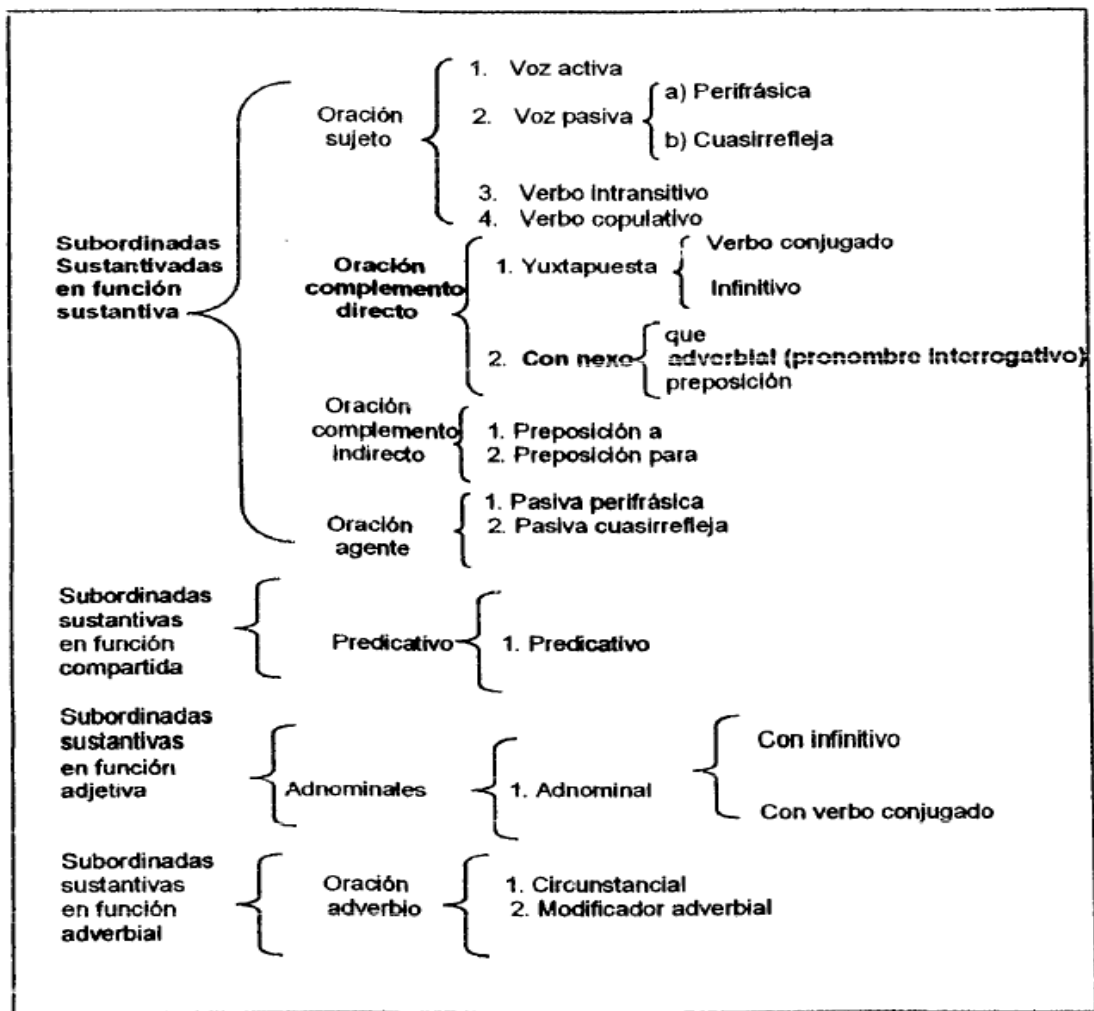 1. Voz activa
a) Perifrásica
Oración
sujeto
2. Voz pasiva
b) Cuasirrefleja
3. Verbo intransitivo
4. Verbo copulativo
Subordinadas
Sustantivadas
en función
sustantiva
Oración
complemento
directo
1. Yuxtapuesta
Verbo conjugado
Infinitivo
2. Con nexo
que
adverbial (pronombre interrogativo)
preposición
Oración
complemento
indirecto
1. Preposición a
2. Preposición para
Oración
agente
1. Pasiva perifrásica
2. Pasiva cuasirrefleja
Subordinadas
sustantivas
en función
compartida
Predicativo
1. Predicativo
Subordinadas
sustantivas
en función
adjetiva
Adnominales
1. Adnominal
Con infinitivo
Con verbo conjugado
Subordinadas
sustantivas
en función
adverbial
Oración
adverbio
1. Circunstancial
2. Modificador adverbial